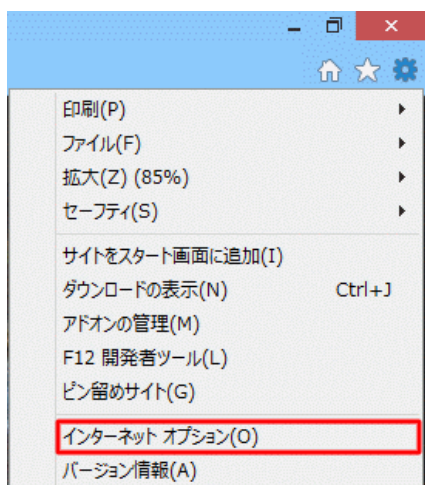 印刷(P)
ファイル(F)
拡大(Z) (85%)
セーフティ(S)
サイトをスタート画面に追加(I)
ダウンロードの表示(N) Ctrl+J
アドオンの管理(M)
F12 開発者ツール(L)
ピン留めサイト(G)
インターネット オプション(O)
バージョン情報(A)